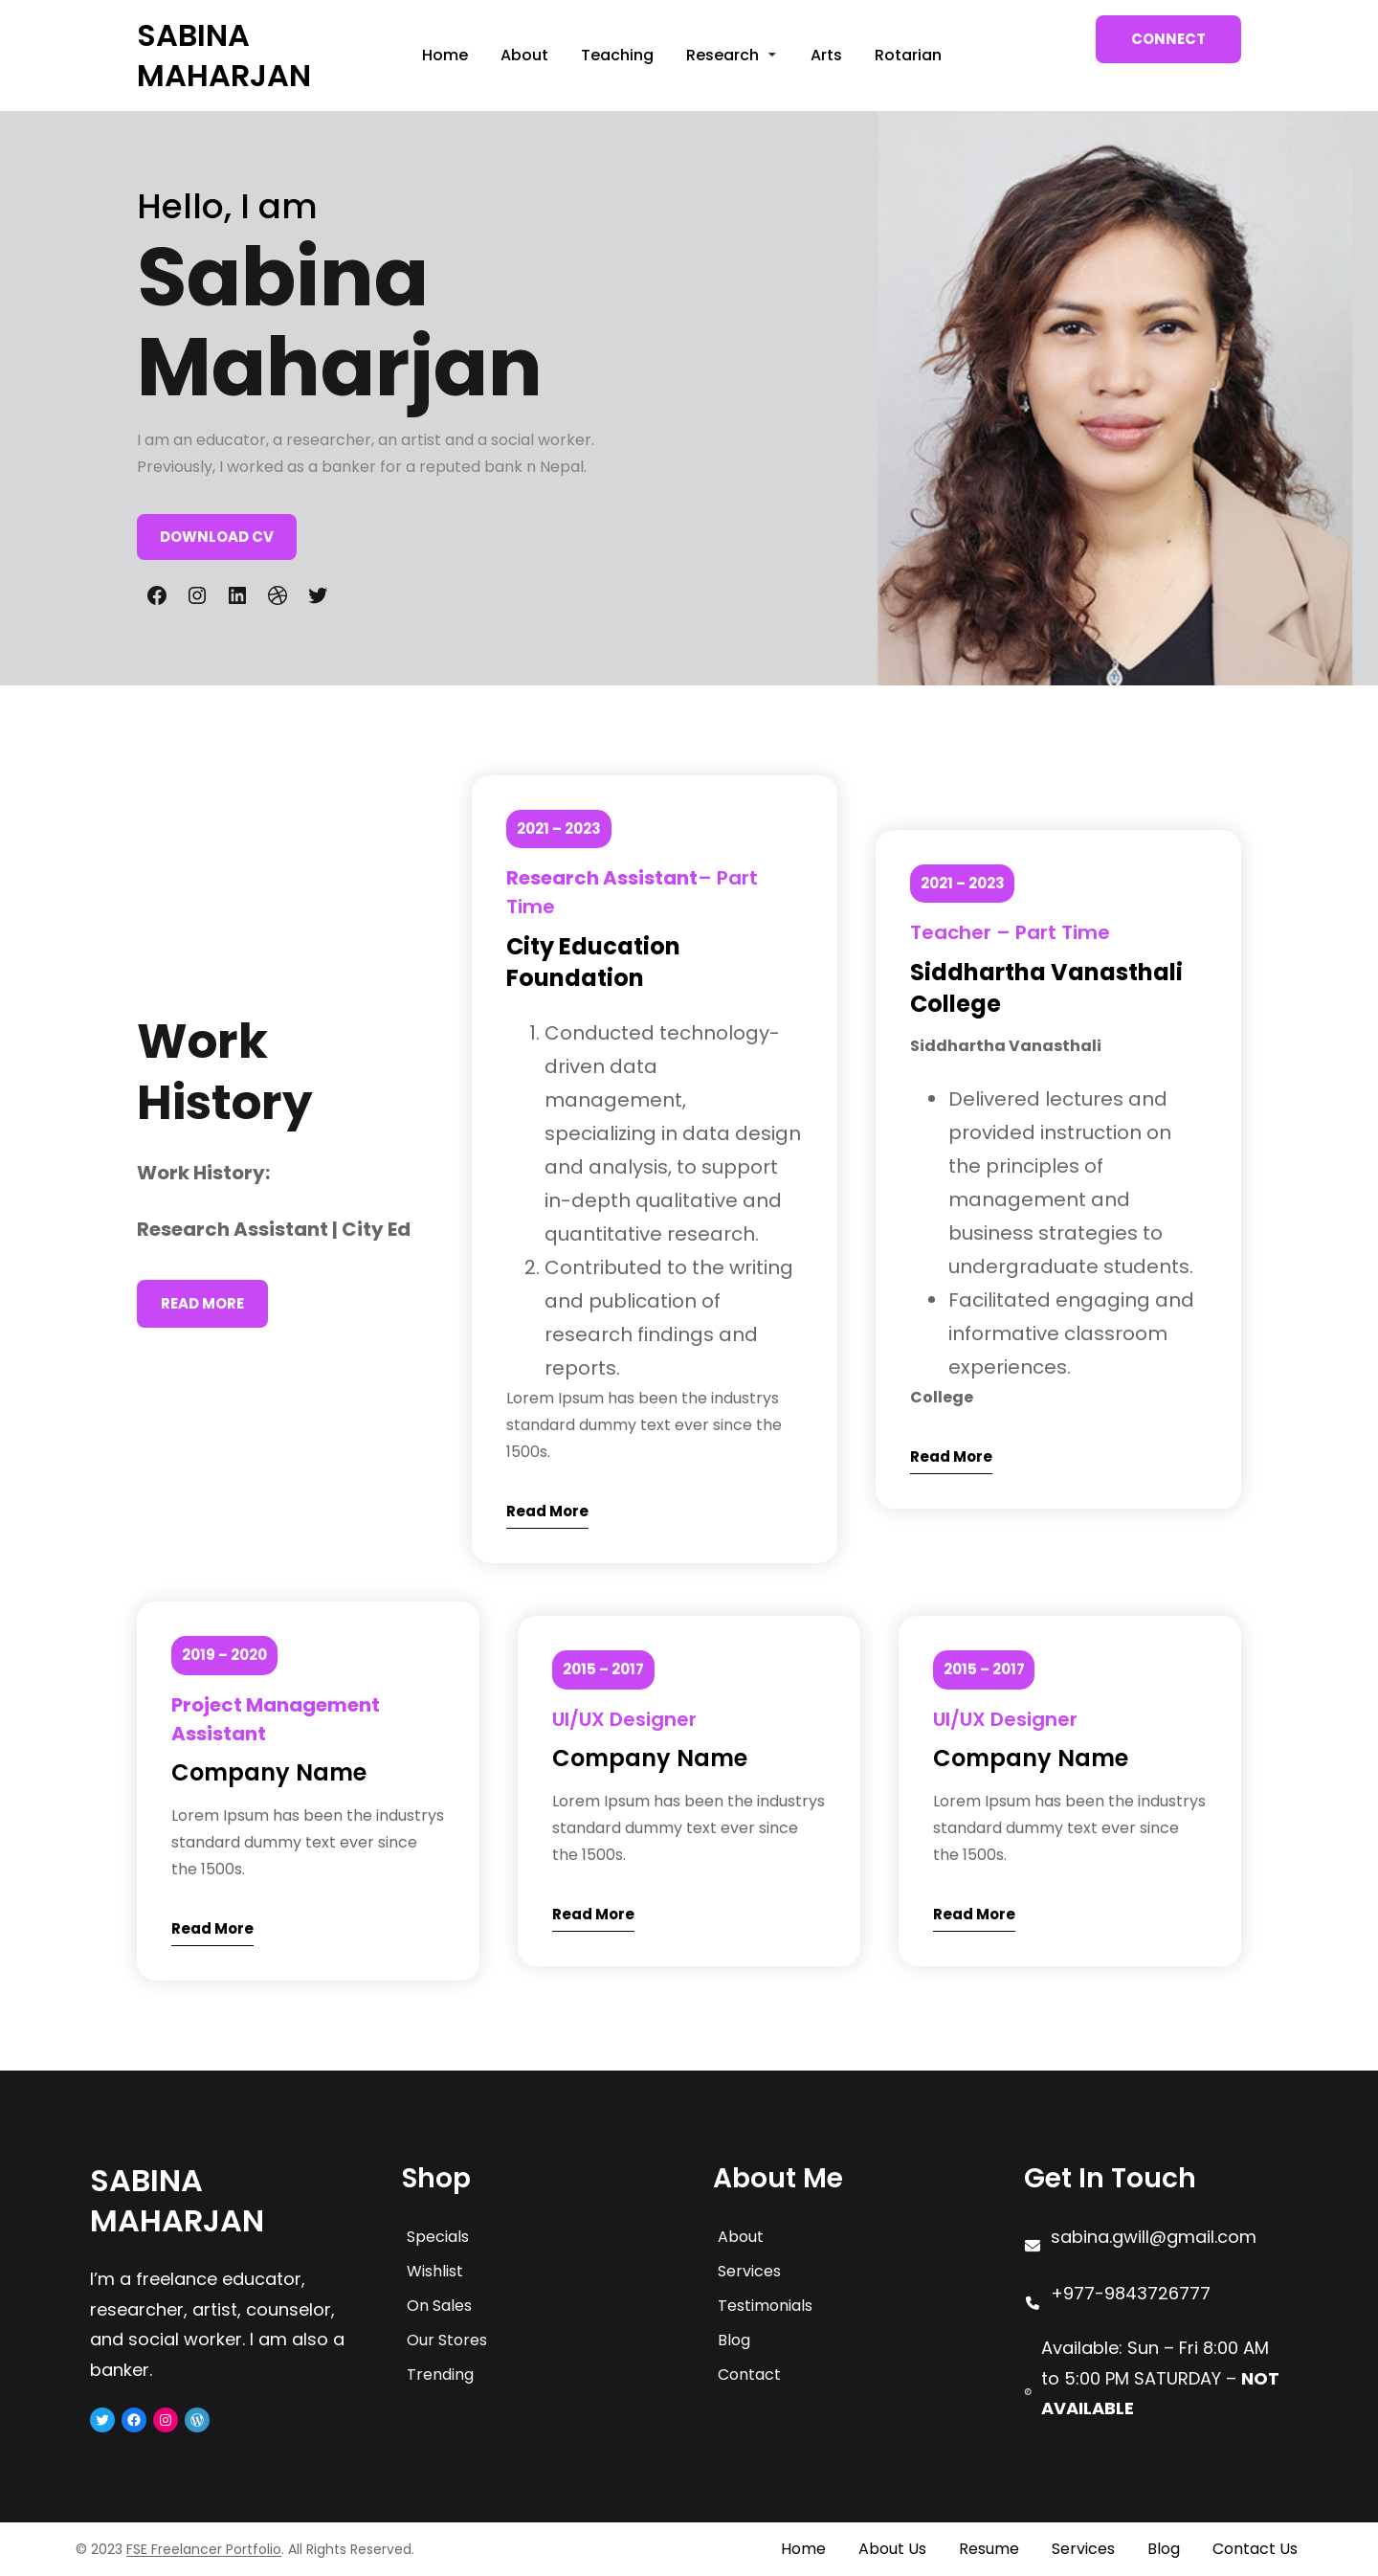 SABINA
MAHARJAN
Home About Teaching Research Arts Rotarian
CONNECT
Hello, I am
Sabina
Maharjan
I am an educator, a researcher, an artist and a social worker.
Previously, I worked as a banker for a reputed bank n Nepal.
DOWNLOAD CV
Work
History
Work History:
Research Assistant | City Ed
READ MORE
2021 – 2023
Research Assistant– Part
Time
City Education
Foundation
1. Conducted technology-
driven data
management,
specializing in data design
and analysis, to support
in-depth qualitative and
quantitative research.
2. Contributed to the writing
and publication of
research findings and
reports.
Lorem Ipsum has been the industrys
standard dummy text ever since the
1500s.
Read More
2021 – 2023
Teacher – Part Time
Siddhartha Vanasthali
College
Siddhartha Vanasthali
• Delivered lectures and
provided instruction on
the principles of
management and
business strategies to
undergraduate students.
• Facilitated engaging and
informative classroom
experiences.
College
Read More
2019 – 2020
Project Management
Assistant
Company Name
Lorem Ipsum has been the industrys
standard dummy text ever since
the 1500s.
Read More
2015 – 2017
UI/UX Designer
Company Name
Lorem Ipsum has been the industrys
standard dummy text ever since
the 1500s.
Read More
2015 – 2017
UI/UX Designer
Company Name
Lorem Ipsum has been the industrys
standard dummy text ever since
the 1500s.
Read More
SABINA
MAHARJAN
I'm a freelance educator,
researcher, artist, counselor,
and social worker. I am also a
banker.
Shop
Specials
Wishlist
On Sales
Our Stores
Trending
About Me
About
Services
Testimonials
Blog
Contact
Get In Touch
sabina.gwill@gmail.com
+977-9843726777
Available: Sun – Fri 8:00 AM
to 5:00 PM SATURDAY – NOT
AVAILABLE
© 2023 FSE Freelancer Portfolio. All Rights Reserved.
Home About Us Resume Services Blog Contact Us